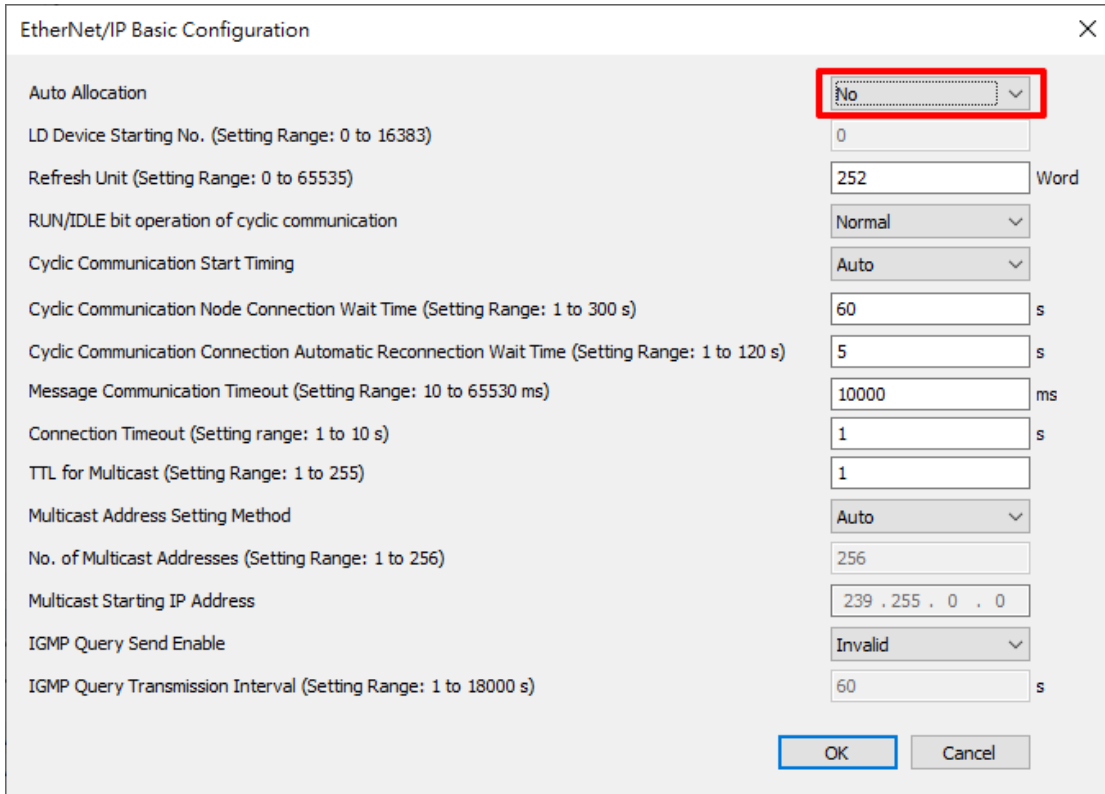 EtherNet/IP Basic Configuration
Auto Allocation No
LD Device Starting No. (Setting Range: 0 to 16383) 0
Refresh Unit (Setting Range: 0 to 65535) 252 Word
RUN/IDLE bit operation of cyclic communication Normal
Cyclic Communication Start Timing Auto
Cyclic Communication Node Connection Wait Time (Setting Range: 1 to 300 s) 60 s
Cyclic Communication Connection Automatic Reconnection Wait Time (Setting Range: 1 to 120 s) 5 s
Message Communication Timeout (Setting Range: 10 to 65530 ms) 10000 ms
Connection Timeout (Setting range: 1 to 10 s) 1 s
TTL for Multicast (Setting Range: 1 to 255) 1
Multicast Address Setting Method Auto
No. of Multicast Addresses (Setting Range: 1 to 256) 256
Multicast Starting IP Address 239 . 255 . 0 . 0
IGMP Query Send Enable Invalid
IGMP Query Transmission Interval (Setting Range: 1 to 18000 s) 60 s
OK Cancel